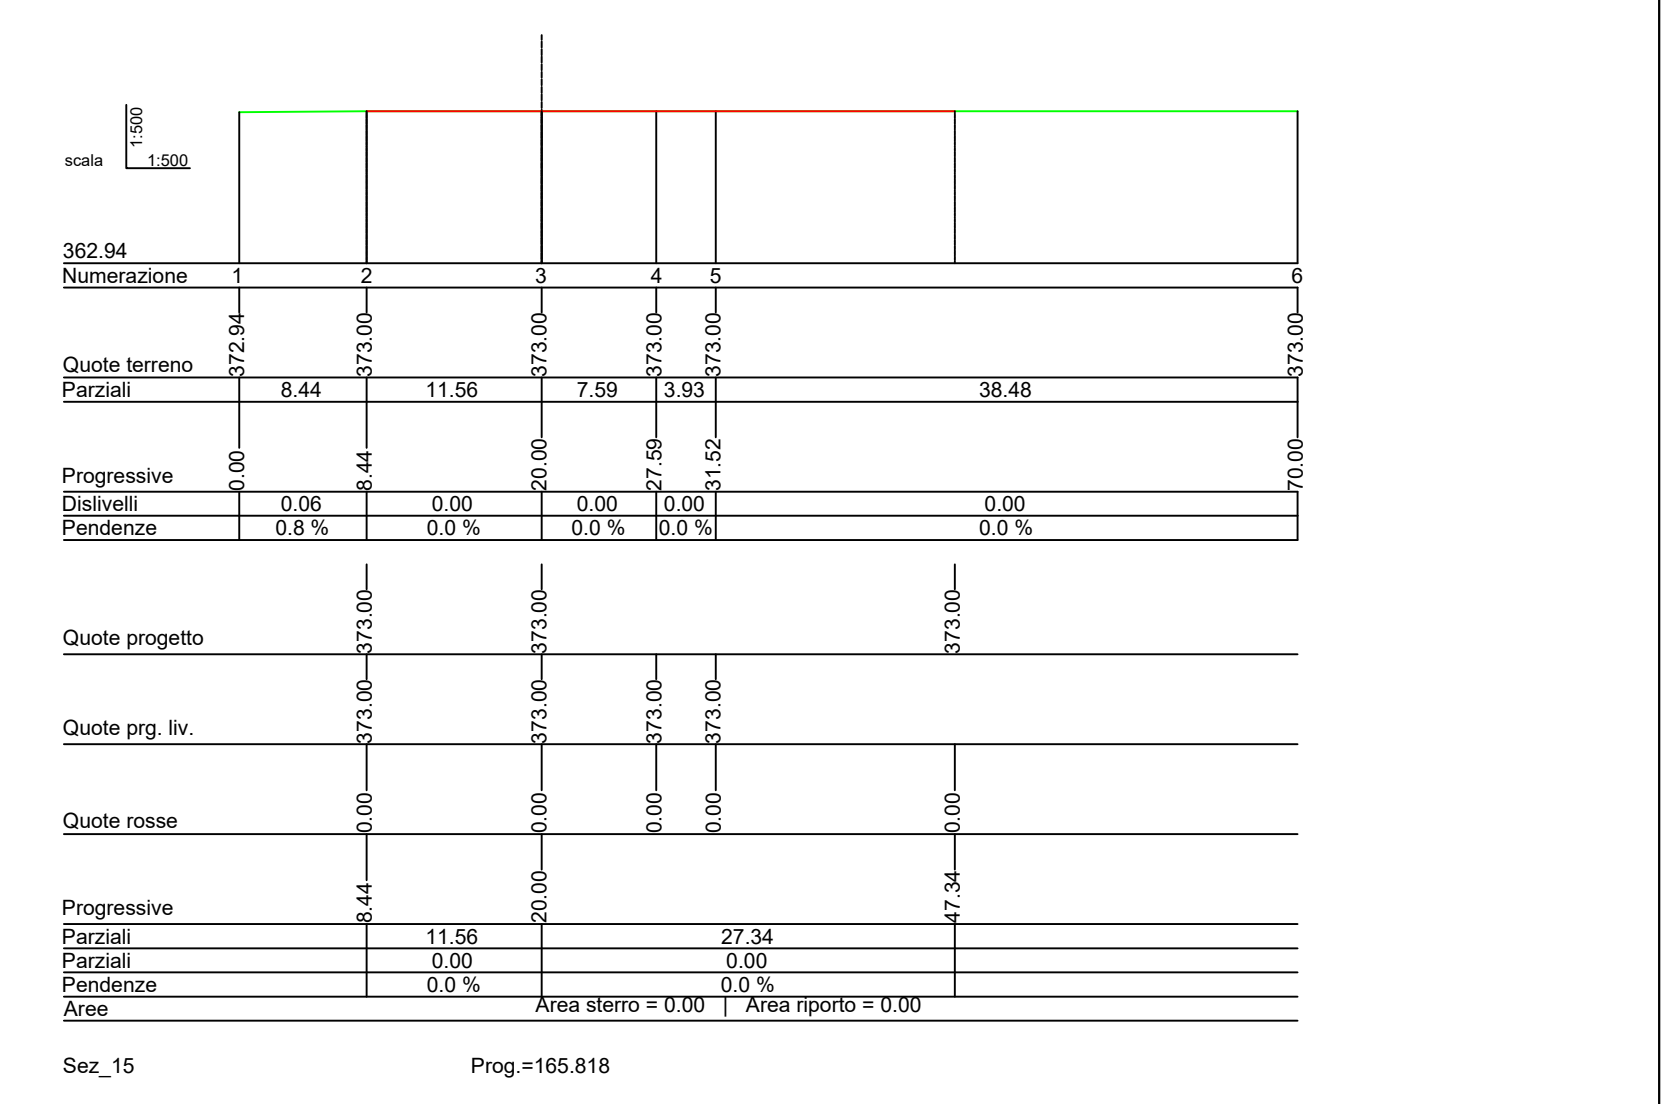 1:500
scala 1:500
362.94
Numerazione 1 2 3 4 5 6
Quote terreno 372.94 373.00 373.00 373.00 373.00 373.00
Parziali 8.44 11.56 7.59 3.93 38.48
Progressive 0.00 8.44 20.00 27.59 31.52 70.00
Dislivelli 0.06 0.00 0.00 0.00 0.00
Pendenze 0.8 % 0.0 % 0.0 % 0.0 % 0.0 %
Quote progetto 373.00 373.00 373.00
Quote prg. liv. 373.00 373.00 373.00 373.00
Quote rosse 0.00 0.00 0.00 0.00 0.00
Progressive 8.44 20.00 47.34
Parziali 11.56 27.34
Parziali 0.00 0.00
Pendenze 0.0 % 0.0 %
Aree Area sterro = 0.00 | Area riporto = 0.00
Sez_15 Prog.=165.818